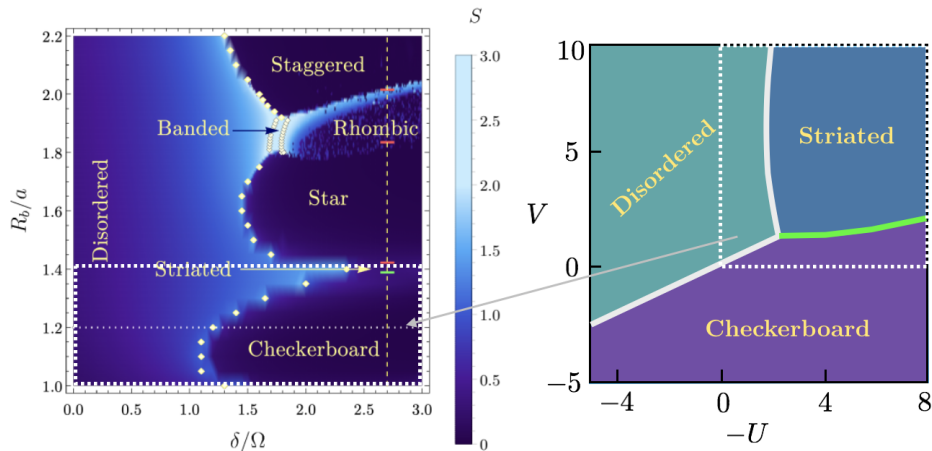 S
2.2
2.0
1.8
1.6
1.4
1.2
1.0
R_b/a
0.0
0.5
1.0
1.5
2.0
2.5
3.0
δ/Ω
Disordered
Staggered
Banded
Rhombic
Star
Striated
Checkerboard
3.0
2.5
2.0
1.5
1.0
0.5
0
10
5
0
−5
V
−4
0
4
8
−U
Disordered
Striated
Checkerboard